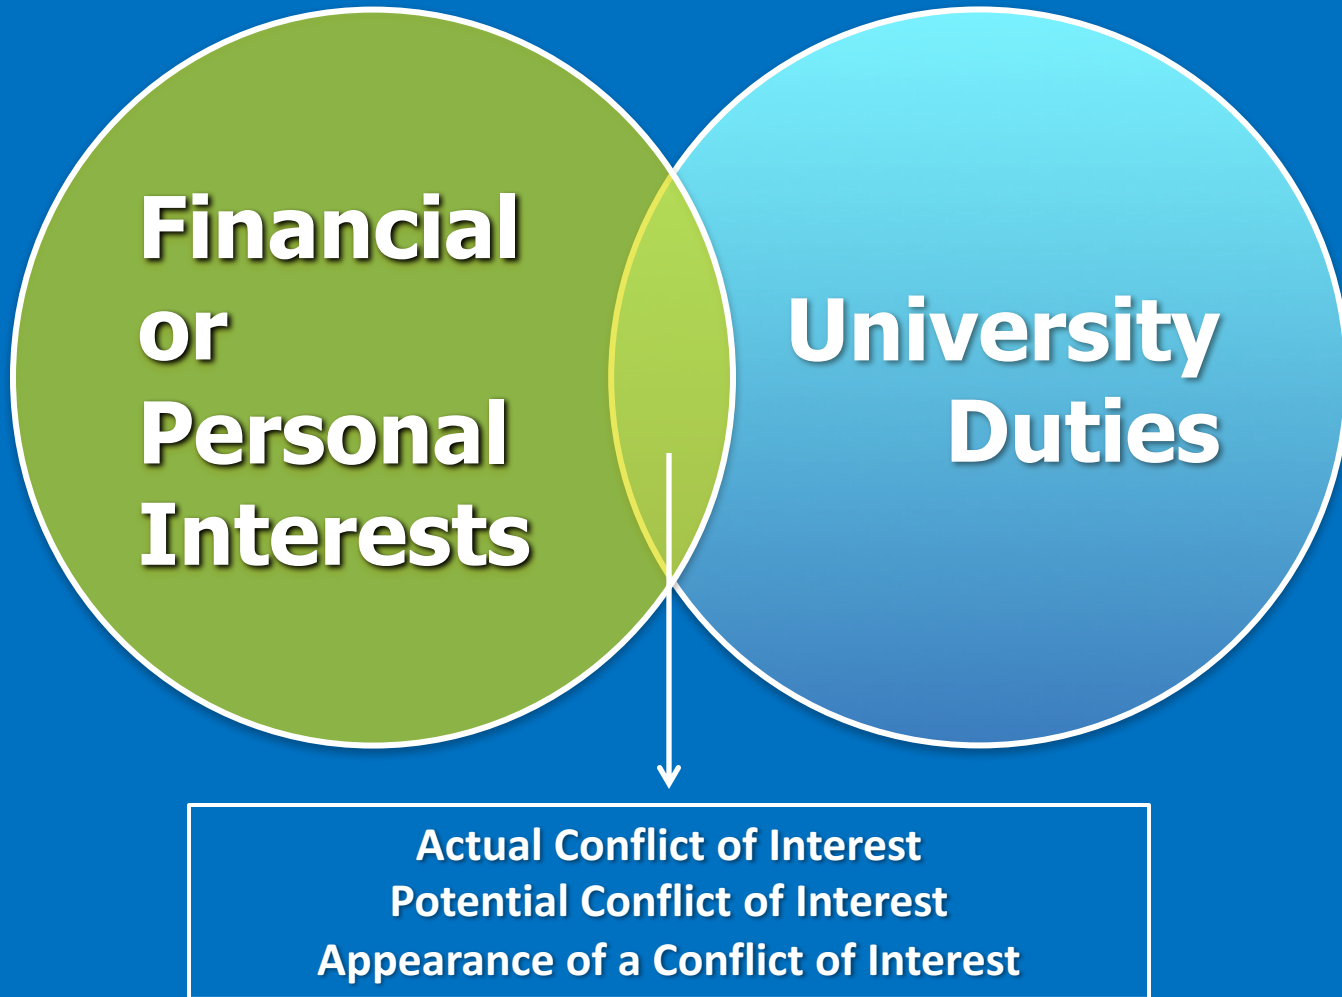 Financial
or
Personal
Interests
University
Duties
Actual Conflict of Interest
Potential Conflict of Interest
Appearance of a Conflict of Interest